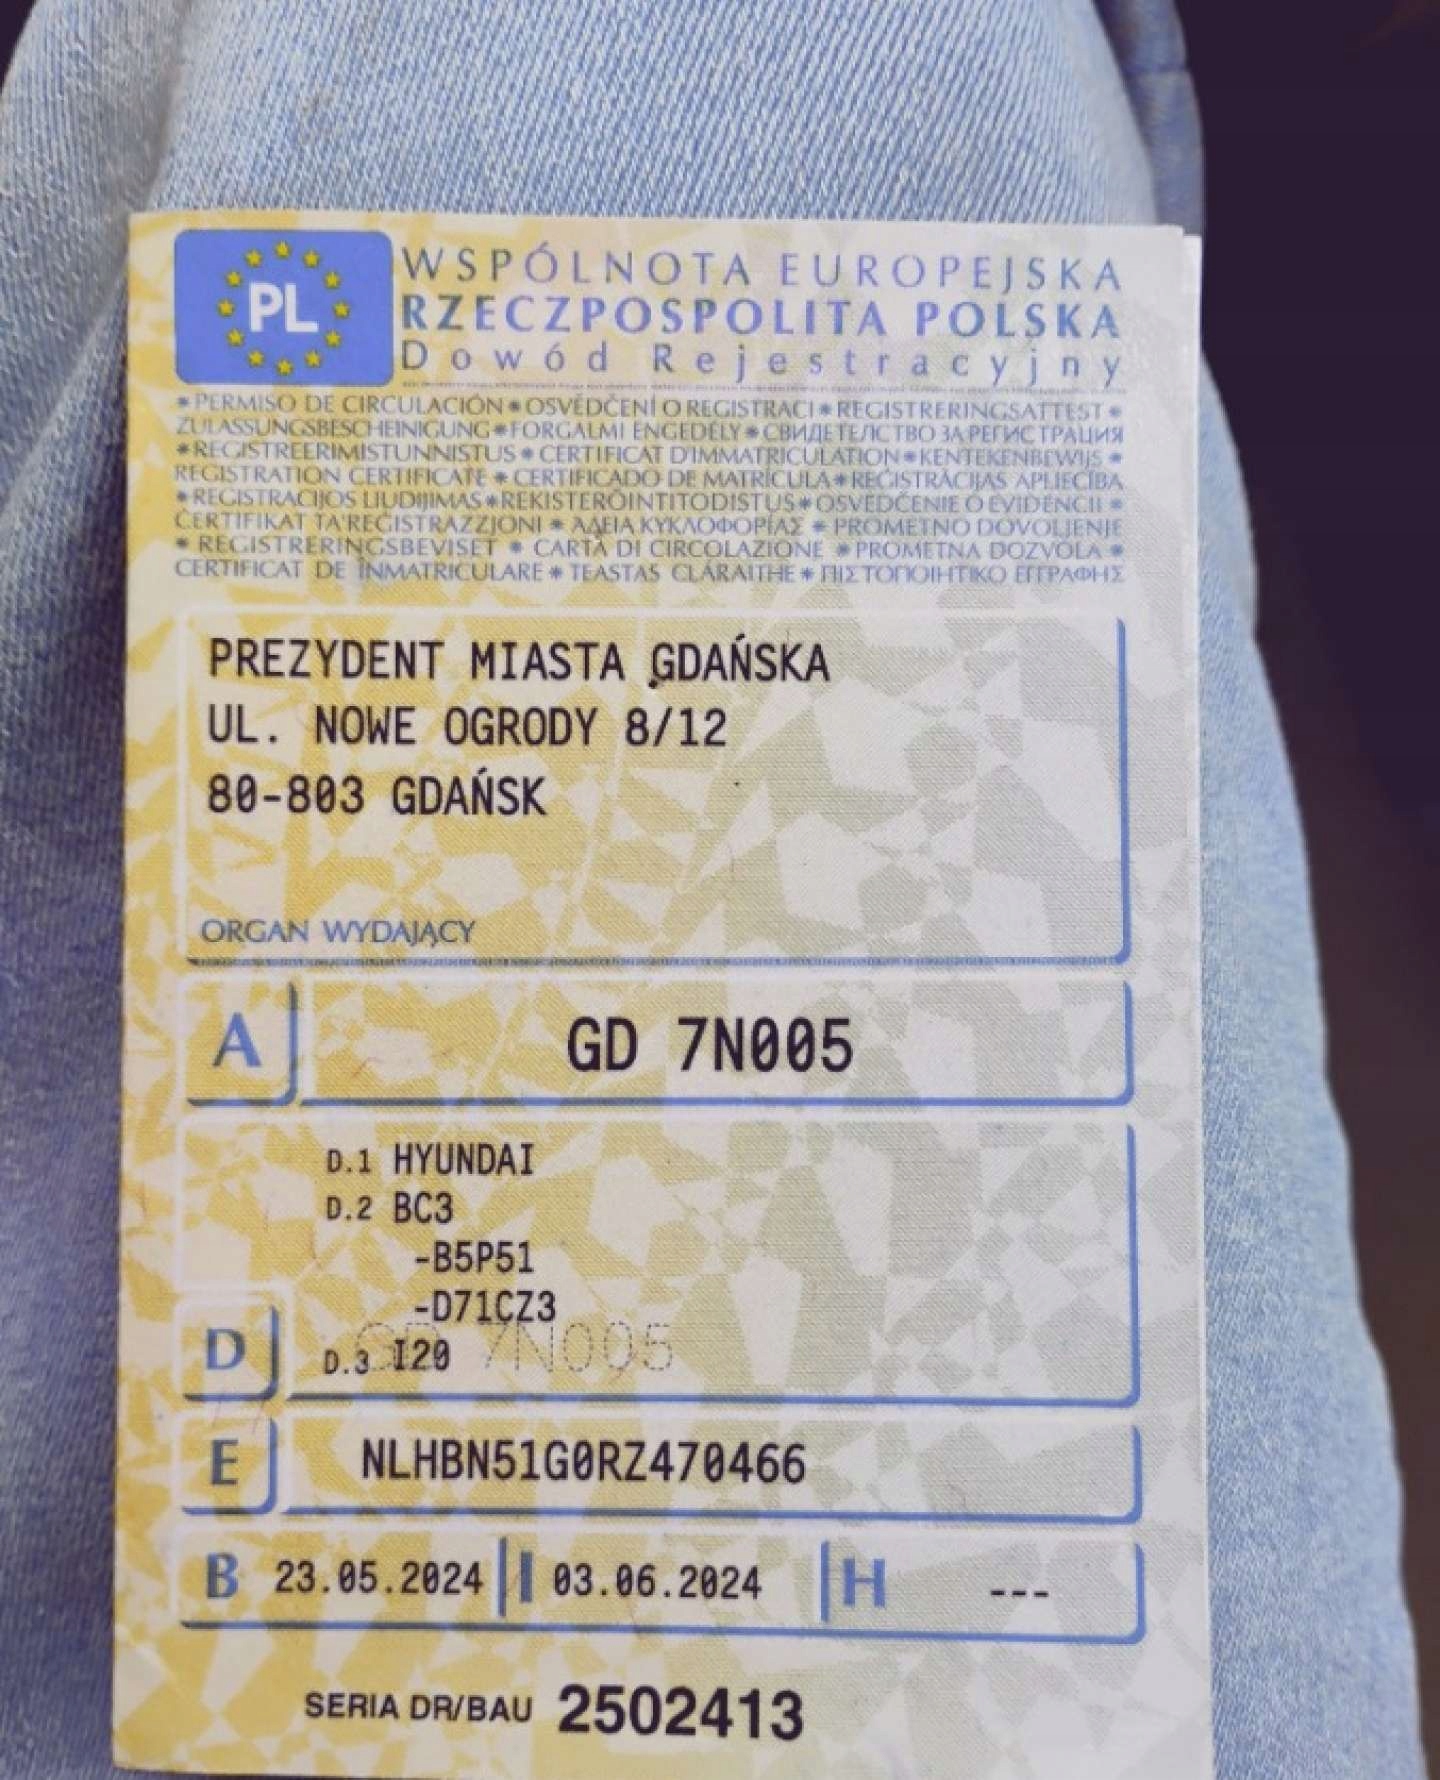 PL
WSPÓLNOTA EUROPEJSKA
RZECZPOSPOLITA POLSKA
Dowód Rejestracyjny
*PERMISO DE CIRCULACIÓN*OSVĚDČENÍ O REGISTRACI*REGISTRERINGSATTEST*
ZULASSUNGSBESCHEINIGUNG*FORGALMI ENGEDÉLY*СВИДЕТЕЛСТВО ЗА РЕГИСТРАЦИЯ
*REGISTREERIMISTUNNISTUS*CERTIFICAT D'IMMATRICULATION*KENTEKENBEWIJS*
REGISTRATION CERTIFICATE*CERTIFICADO DE MATRÍCULA*REĢISTRĀCIJAS APLIECĪBA
*REGISTRACIJOS LIUDIJIMAS*REKISTERÖINTITODISTUS*OSVEDČENIE O EVIDENCII*
ĊERTIFIKAT TA'REĠISTRAZZJONI*ΑΔΕΙΑ ΚΥΚΛΟΦΟΡΙΑΣ*PROMETNO DOVOLJENJE
*REGISTRERINGSBEVISET*CARTA DI CIRCOLAZIONE*PROMETNA DOZVOLA*
CERTIFICAT DE ÎNMATRICULARE*TEASTAS CLÁRAITHE*ΠΙΣΤΟΠΟΙΗΤΙΚΟ ΕΓΓΡΑΦΗΣ
PREZYDENT MIASTA GDAŃSKA
UL. NOWE OGRODY 8/12
80-803 GDAŃSK
ORGAN WYDAJĄCY
A GD 7N005
D.1 HYUNDAI
D.2 BC3
-B5P51
-D71CZ3
GD 7N005
D D.3 I20
E NLHBN51G0RZ470466
B 23.05.2024 I 03.06.2024 H ---
SERIA DR/BAU 2502413